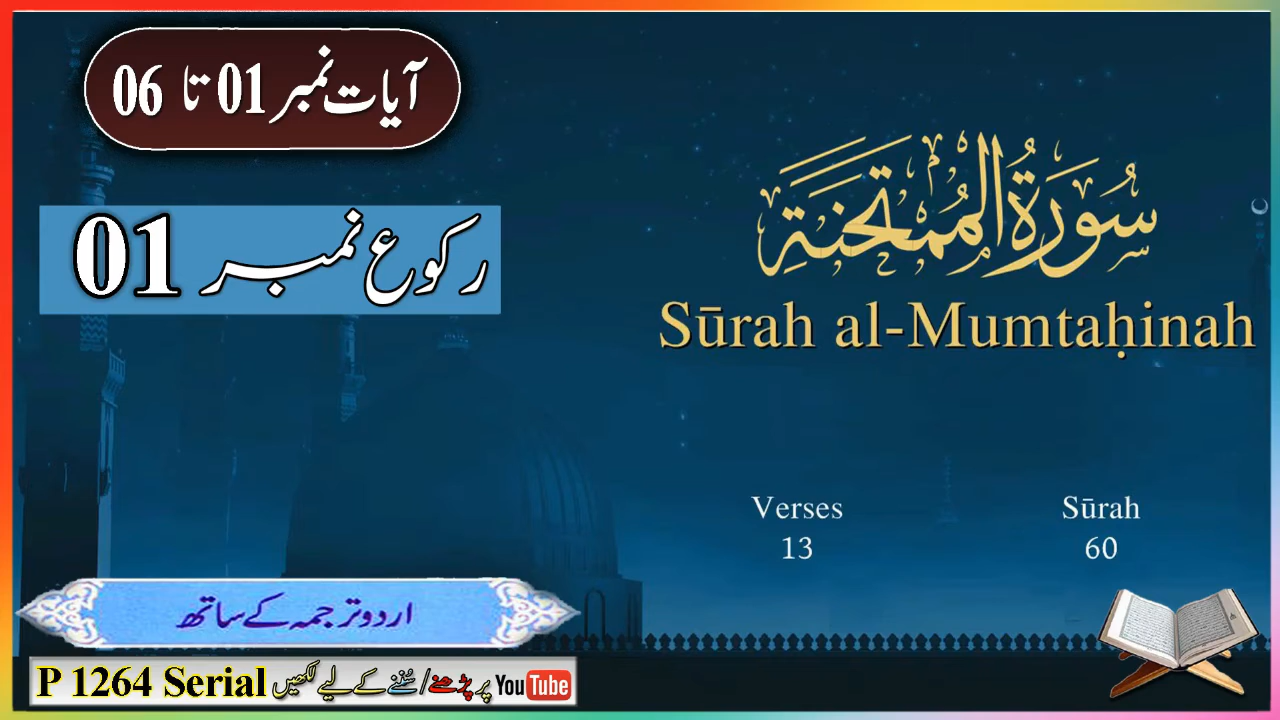 آیات نمبر 01 تا 06
رکوع نمبر 01
سُورَةُ المُمتَحَنَةِ
Sūrah al-Mumtaḥinah
Verses
13
Sūrah
60
اردو ترجمہ کے ساتھ
YouTube پر پڑھنے/سُننے کے لیے لکھیں P 1264 Serial